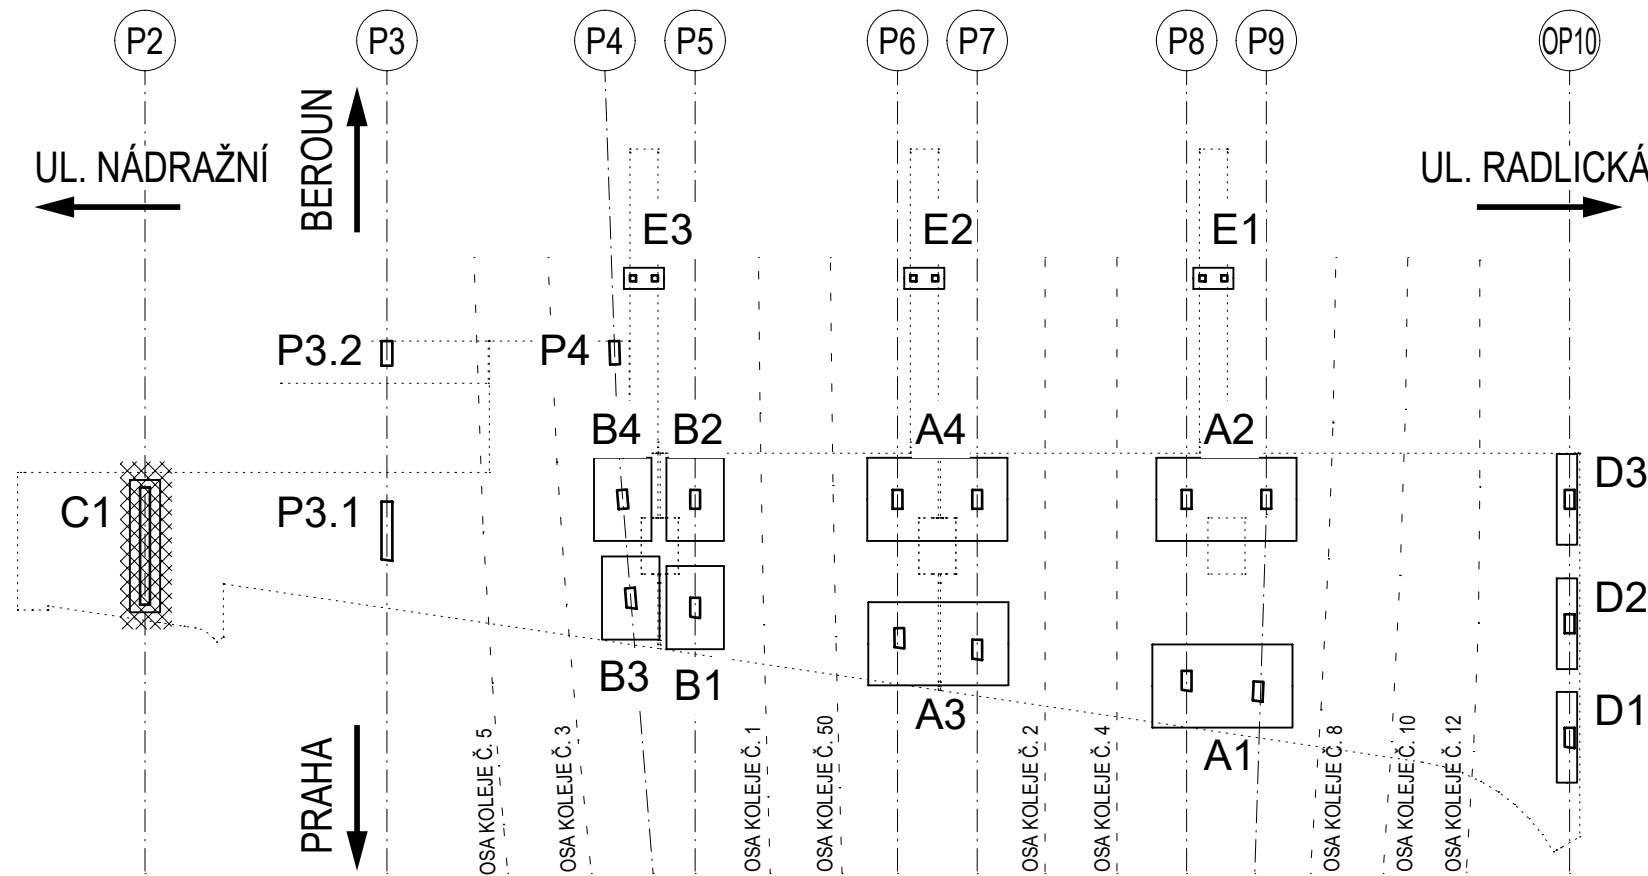 P2 P3 P4 P5 P6 P7 P8 P9 OP10
UL. NÁDRAŽNÍ
BEROUN
UL. RADLICKÁ
E3 E2 E1
P3.2 P4
B4 B2 A4 A2
C1 P3.1 D3
D2
B3 B1 A3 A1 D1
PRAHA
OSA KOLEJE Č. 5
OSA KOLEJE Č. 3
OSA KOLEJE Č. 1
OSA KOLEJE Č. 50
OSA KOLEJE Č. 2
OSA KOLEJE Č. 4
OSA KOLEJE Č. 8
OSA KOLEJE Č. 10
OSA KOLEJE Č. 12